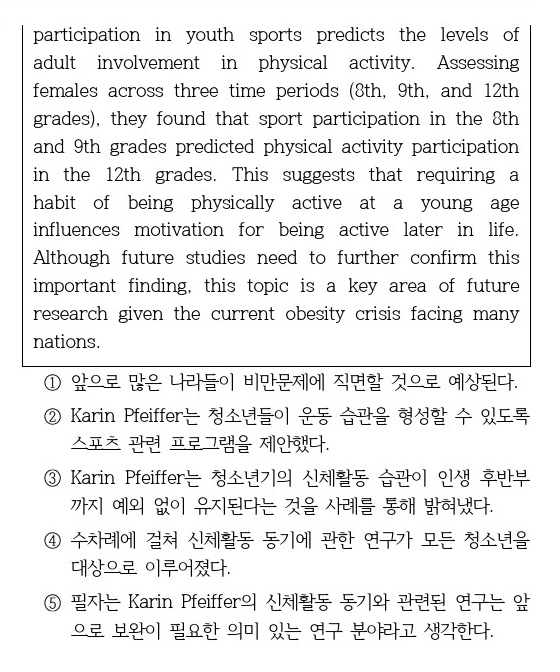 participation in youth sports predicts the levels of
adult involvement in physical activity. Assessing
females across three time periods (8th, 9th, and 12th
grades), they found that sport participation in the 8th
and 9th grades predicted physical activity participation
in the 12th grades. This suggests that requiring a
habit of being physically active at a young age
influences motivation for being active later in life.
Although future studies need to further confirm this
important finding, this topic is a key area of future
research given the current obesity crisis facing many
nations.
① 앞으로 많은 나라들이 비만문제에 직면할 것으로 예상된다.
② Karin Pfeiffer는 청소년들이 운동 습관을 형성할 수 있도록
스포츠 관련 프로그램을 제안했다.
③ Karin Pfeiffer는 청소년기의 신체활동 습관이 인생 후반부
까지 예외 없이 유지된다는 것을 사례를 통해 밝혀냈다.
④ 수차례에 걸쳐 신체활동 동기에 관한 연구가 모든 청소년을
대상으로 이루어졌다.
⑤ 필자는 Karin Pfeiffer의 신체활동 동기와 관련된 연구는 앞
으로 보완이 필요한 의미 있는 연구 분야라고 생각한다.